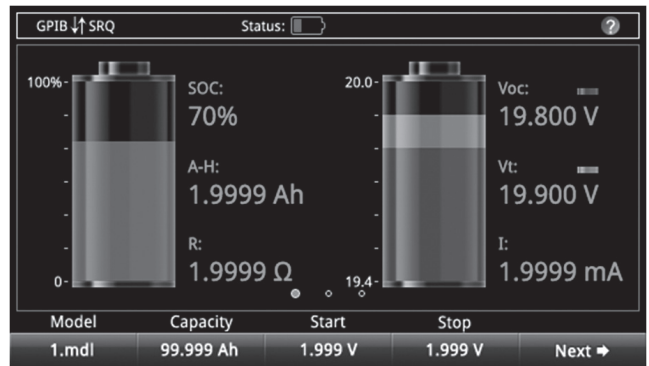 GPIB ↓↑ SRQ
Status:
?
100%-
0-
SOC:
70%
A-H:
1.9999 Ah
R:
1.9999 Ω
20.0-
19.4-
Voc:
19.800 V
Vt:
19.900 V
I:
1.9999 mA
Model Capacity Start Stop
1.mdl 99.999 Ah 1.999 V 1.999 V Next ➡